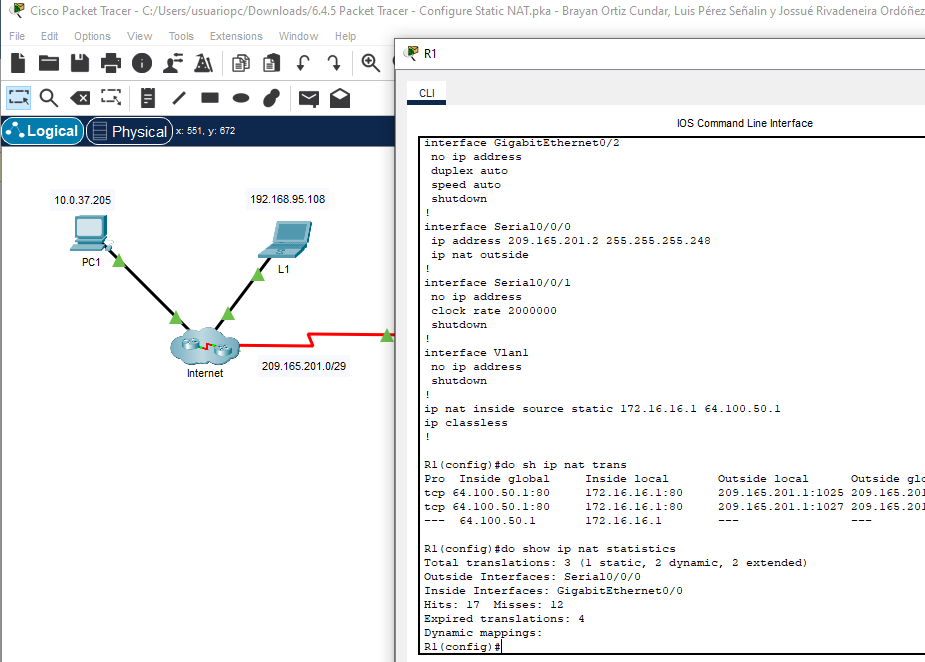 Cisco Packet Tracer - C:/Users/usuariopc/Downloads/6.4.5 Packet Tracer - Configure Static NAT.pka - Brayan Ortiz Cundar, Luis Pérez Señalin y Jossué Rivadeneira Ordóñez
File Edit Options View Tools Extensions Window Help
R1
CLI
Logical Physical x: 551, y: 672
IOS Command Line Interface
10.0.37.205
192.168.95.108
PC1
L1
Internet
209.165.201.0/29
interface GigabitEthernet0/2
no ip address
duplex auto
speed auto
shutdown
!
interface Serial0/0/0
ip address 209.165.201.2 255.255.255.248
ip nat outside
!
interface Serial0/0/1
no ip address
clock rate 2000000
shutdown
!
interface Vlan1
no ip address
shutdown
!
ip nat inside source static 172.16.16.1 64.100.50.1
ip classless
!
R1(config)#do sh ip nat trans
Pro Inside global Inside local Outside local Outside glo
tcp 64.100.50.1:80 172.16.16.1:80 209.165.201.1:1025 209.165.201
tcp 64.100.50.1:80 172.16.16.1:80 209.165.201.1:1027 209.165.201
--- 64.100.50.1 172.16.16.1 --- ---
R1(config)#do show ip nat statistics
Total translations: 3 (1 static, 2 dynamic, 2 extended)
Outside Interfaces: Serial0/0/0
Inside Interfaces: GigabitEthernet0/0
Hits: 17 Misses: 12
Expired translations: 4
Dynamic mappings:
R1(config)#